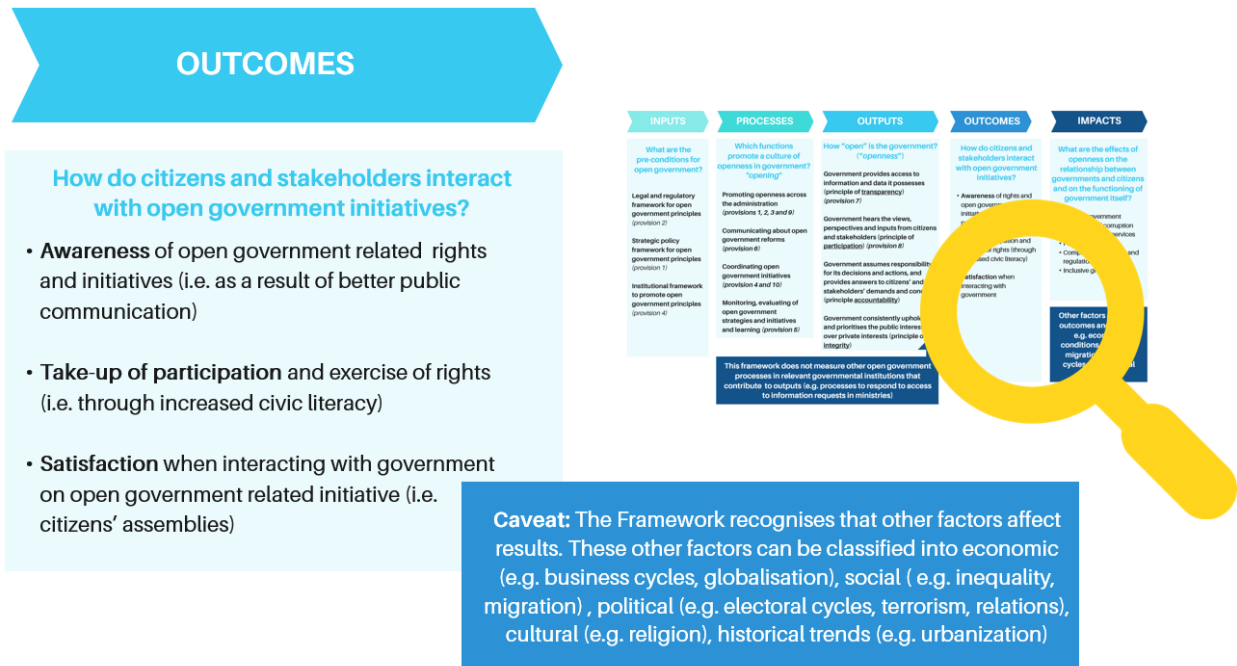 OUTCOMES
How do citizens and stakeholders interact
with open government initiatives?
• Awareness of open government related rights
and initiatives (i.e. as a result of better public
communication)
• Take-up of participation and exercise of rights
(i.e. through increased civic literacy)
• Satisfaction when interacting with government
on open government related initiative (i.e.
citizens’ assemblies)
INPUTS
What are the
pre-conditions for
open government?
Legal and regulatory
framework for open
government principles
(provision 2)
Strategic policy
framework for open
government principles
(provision 1)
Institutional framework
to promote open
government principles
(provision 4)
PROCESSES
Which functions
promote a culture of
openness in government?
"opening"
Promoting openness across
the administration
(provisions 1, 2, 3 and 9)
Communicating about open
government reforms
(provision 6)
Coordinating open
government initiatives
(provision 4 and 10)
Monitoring, evaluating of
open government
strategies and initiatives
and learning (provision 5)
OUTPUTS
How "open" is the government?
("openness")
Government provides access to
information and data it possesses
(principle of transparency)
(provision 7)
Government hears the views,
perspectives and inputs from citizens
and stakeholders (principle of
participation) (provision 8)
Government assumes responsibility
for its decisions and actions, and
provides answers to citizens' and
stakeholders' demands and
(principle accountability)
Government consistently
and prioritises the public
over private interests (principle
integrity)
This framework does not measure other open government
processes in relevant governmental institutions that
contribute to outputs (e.g. processes to respond to access
to information requests in ministries)
OUTCOMES
How do citizens and
stakeholders interact
with open government
initiatives?
• Awareness of rights and
open
and
rights (through
civic literacy)
when
interacting with
government
IMPACTS
What are the effects of
openness on the
relationship between
governments and citizens
and on the functioning of
government itself?
services
and
• Inclusive
Other factors
outcomes
e.g.
Caveat: The Framework recognises that other factors affect
results. These other factors can be classified into economic
(e.g. business cycles, globalisation), social ( e.g. inequality,
migration) , political (e.g. electoral cycles, terrorism, relations),
cultural (e.g. religion), historical trends (e.g. urbanization)